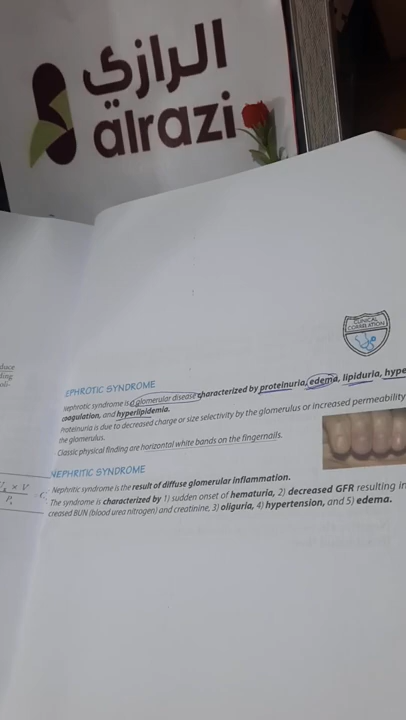 الرازي
alrazi
CLINICAL
CORRELATION
duce
ding
oli-
EPHROTIC SYNDROME
Nephrotic syndrome is a glomerular disease characterized by proteinuria, edema, lipiduria, hype
coagulation, and hyperlipidemia.
Proteinuria is due to decreased charge or size selectivity by the glomerulus or increased permeability
the glomerulus.
Classic physical finding are horizontal white bands on the fingernails.
NEPHRITIC SYNDROME
Nephritic syndrome is the result of diffuse glomerular inflammation.
The syndrome is characterized by 1) sudden onset of hematuria, 2) decreased GFR resulting in
creased BUN (blood urea nitrogen) and creatinine, 3) oliguria, 4) hypertension, and 5) edema.
× V